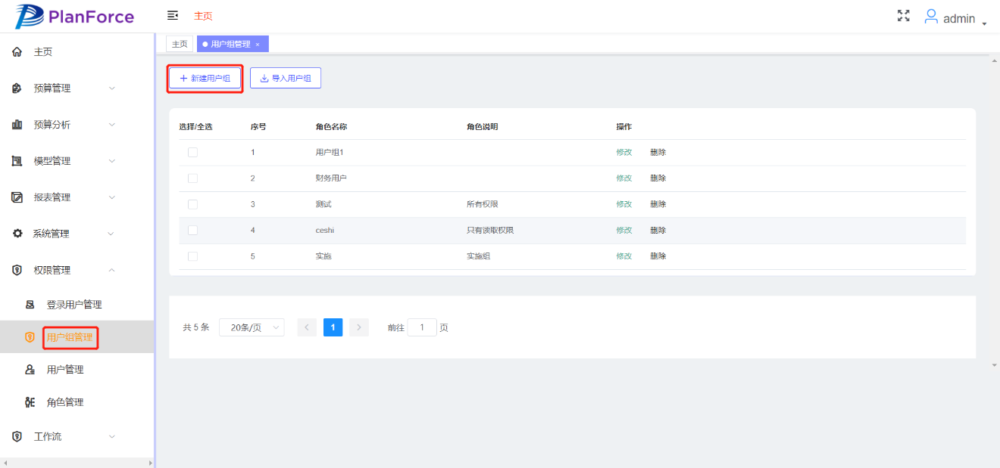 PlanForce
主页
admin
主页
用户组管理 ×
主页
预算管理
预算分析
模型管理
报表管理
系统管理
权限管理
登录用户管理
用户组管理
用户管理
角色管理
工作流
+ 新建用户组
导入用户组
选择/全选 序号 角色名称 角色说明 操作
1 用户组1 修改 删除
2 财务用户 修改 删除
3 测试 所有权限 修改 删除
4 ceshi 只有读取权限 修改 删除
5 实施 实施组 修改 删除
共 5 条 20条/页 < 1 > 前往 1 页